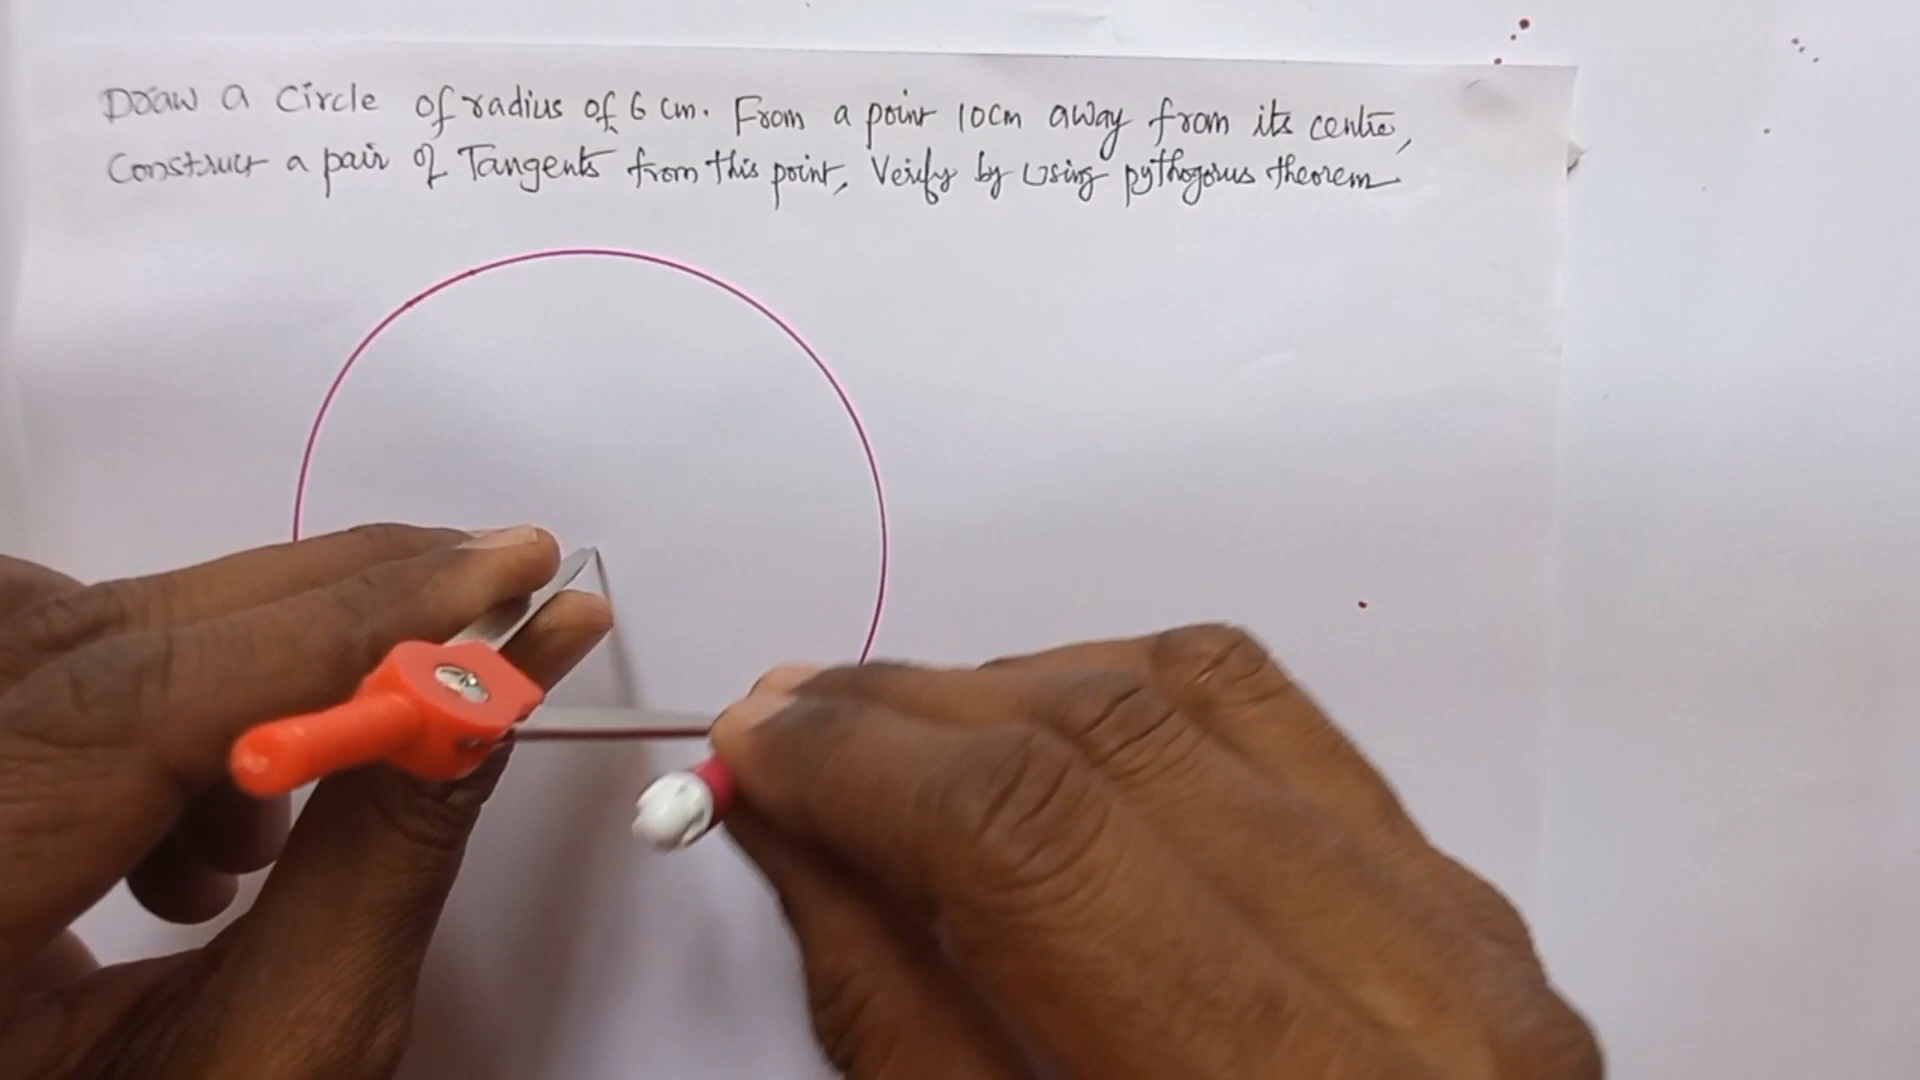 Draw a Circle of radius of 6 cm. From a point 10cm away from its centre,
Construct a pair of Tangents from this point, Verify by Using pythogorus theorem